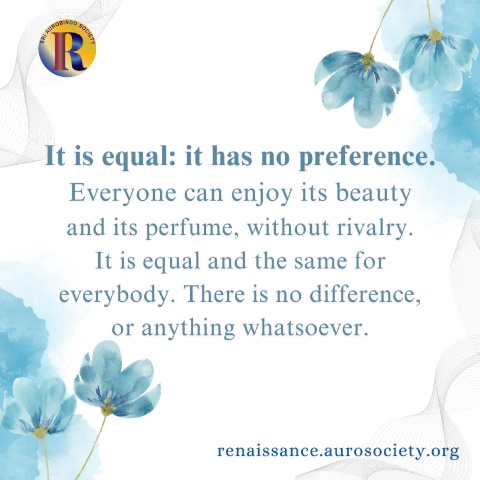 SRI AUROBINDO SOCIETY
R
It is equal: it has no preference.
Everyone can enjoy its beauty
and its perfume, without rivalry.
It is equal and the same for
everybody. There is no difference,
or anything whatsoever.
renaissance.aurosociety.org